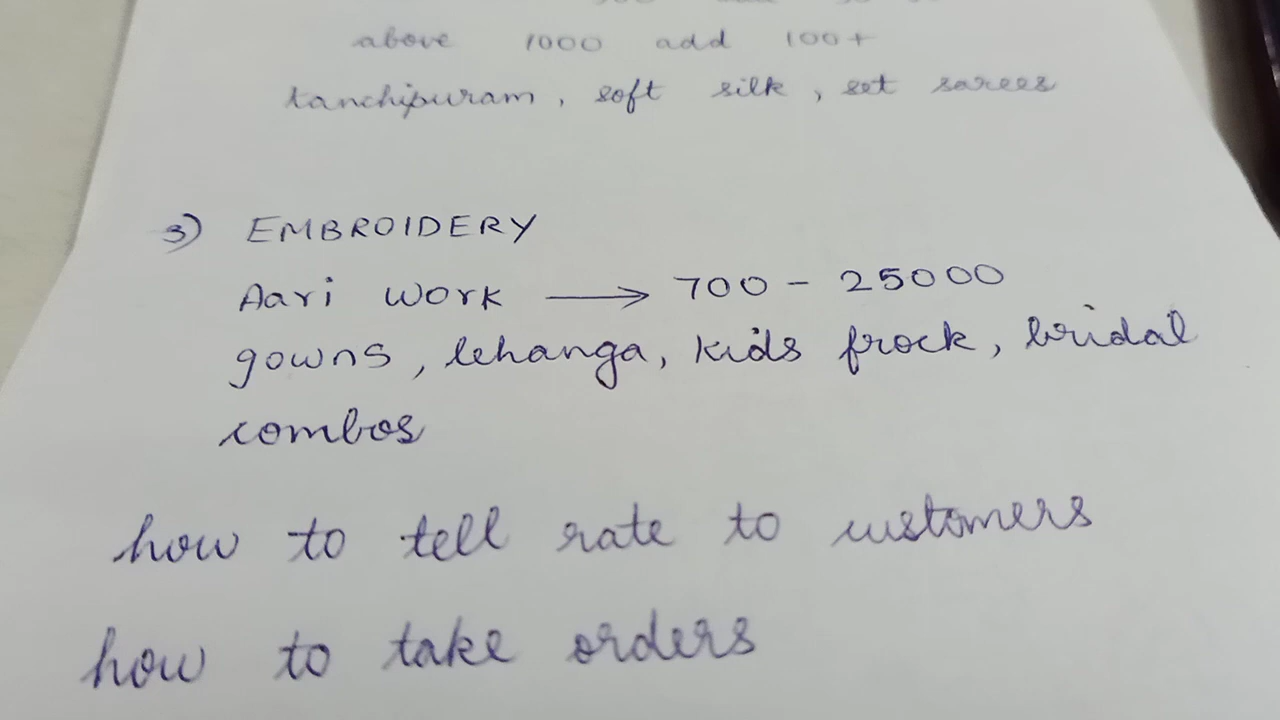 above 1000 add 100+
tanchipuram, soft silk, set sarees
3) EMBROIDERY
Aari work → 700 - 25000
gowns, lehanga, kids frock, bridal
combos
how to tell rate to customers
how to take orders